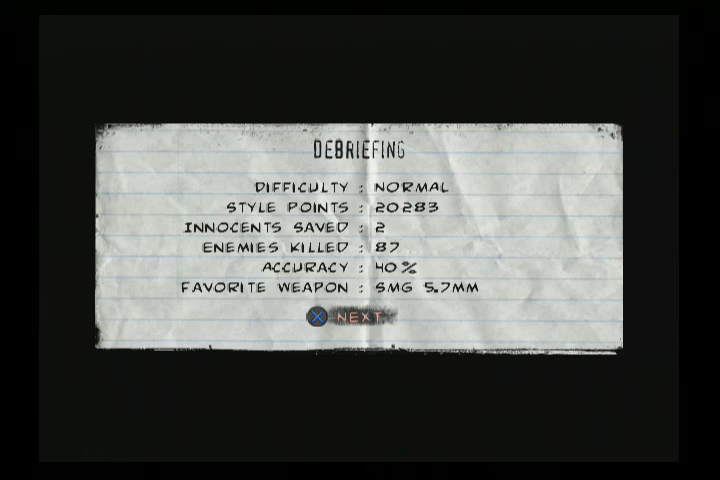 DEBRIEFING
DIFFICULTY : NORMAL
STYLE POINTS : 20283
INNOCENTS SAVED : 2
ENEMIES KILLED : 87
ACCURACY : 40%
FAVORITE WEAPON : SMG 5.7MM
NEXT